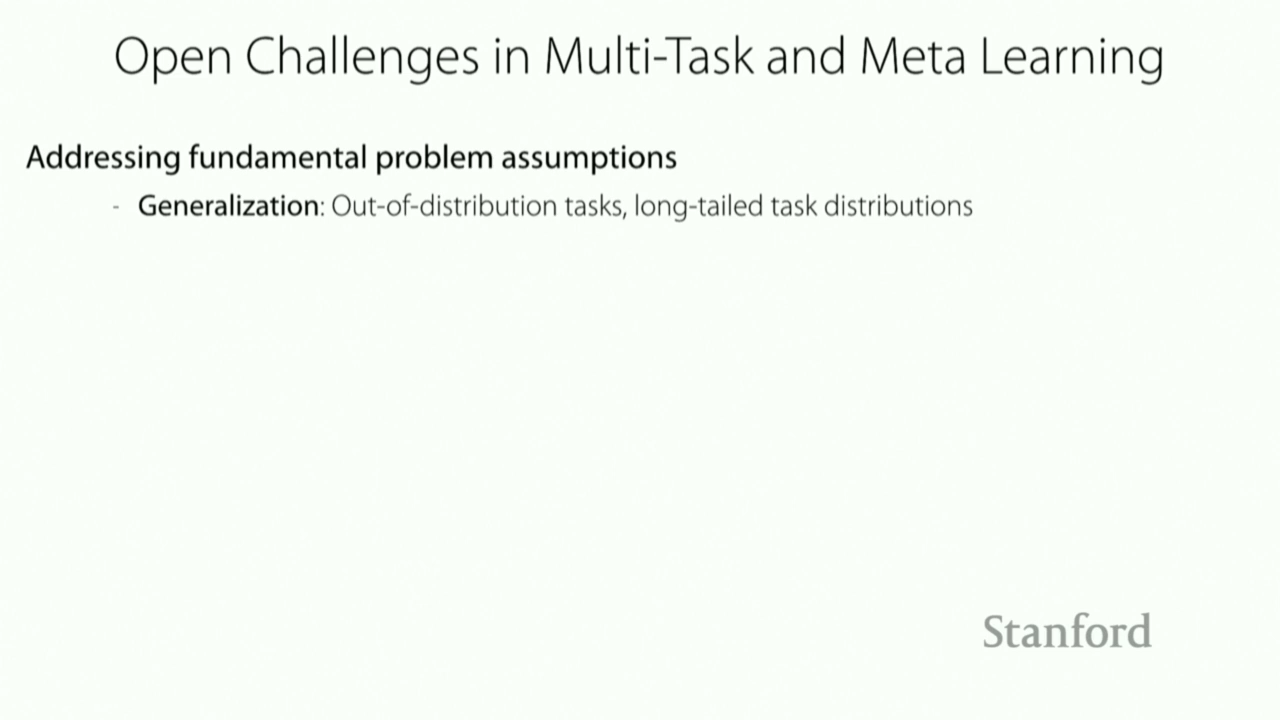 Open Challenges in Multi-Task and Meta Learning
Addressing fundamental problem assumptions
- Generalization: Out-of-distribution tasks, long-tailed task distributions
Stanford